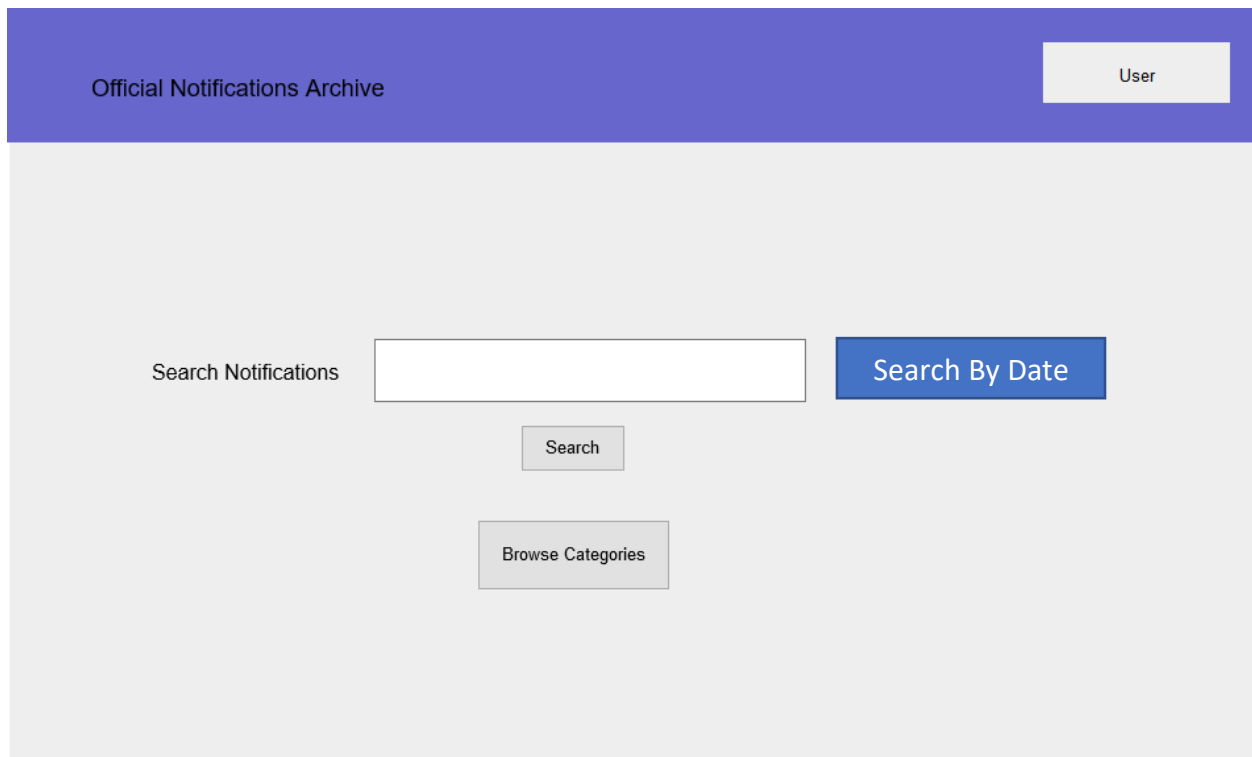 Official Notifications Archive
User
Search Notifications
Search By Date
Search
Browse Categories